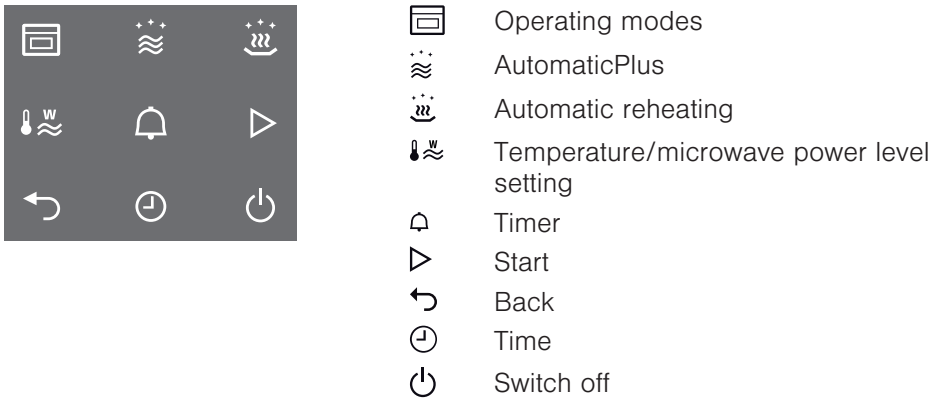 W
Operating modes
AutomaticPlus
Automatic reheating
W
Temperature/microwave power level
setting
Timer
Start
Back
Time
Switch off